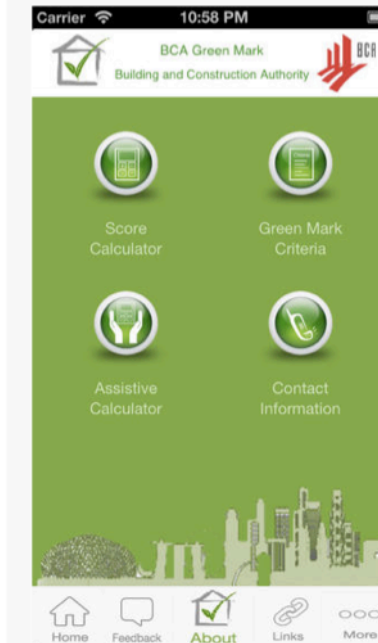 Carrier 10:58 PM
BCA Green Mark
Building and Construction Authority
BCA
Score
Calculator
Green Mark
Criteria
Assistive
Calculator
Contact
Information
Home Feedback About Links More